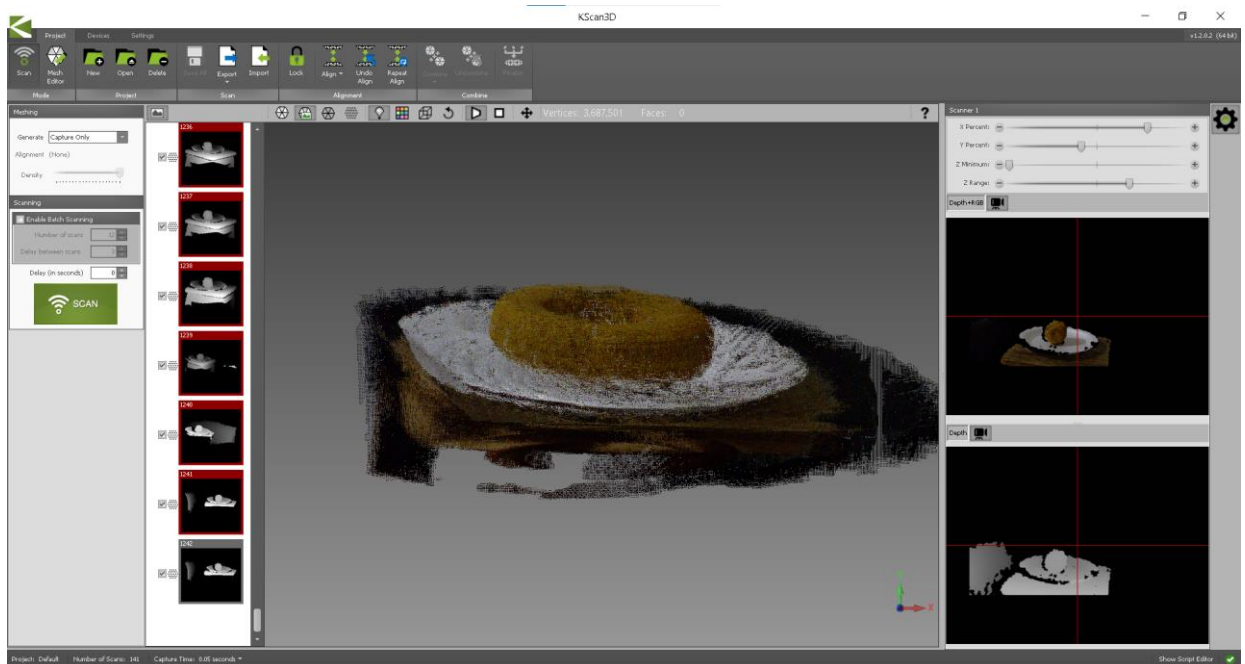 KScan3D
Project Devices Settings v1.2.0.2 (64 bit)
Scan Mesh Editor New Open Delete Save All Export Import Lock Align Undo Align Repeat Align Combine
Mode Project Scan Alignment Combine
Meshing
Generate Capture Only
Alignment (None)
Density
Scanning
Enable Batch Scanning
Number of scans 12
Delay between scans
Delay (in seconds) 0
SCAN
1236
1237
1238
1239
1240
1241
1242
Vertices: 3,687,501 Faces: 0
?
X
Scanner 1
X Percent:
Y Percent:
Z Minimum:
Z Range:
Depth+RGB
Depth
Project: Default Number of Scans: 141 Capture Time: 0.05 seconds
Show Script Editor